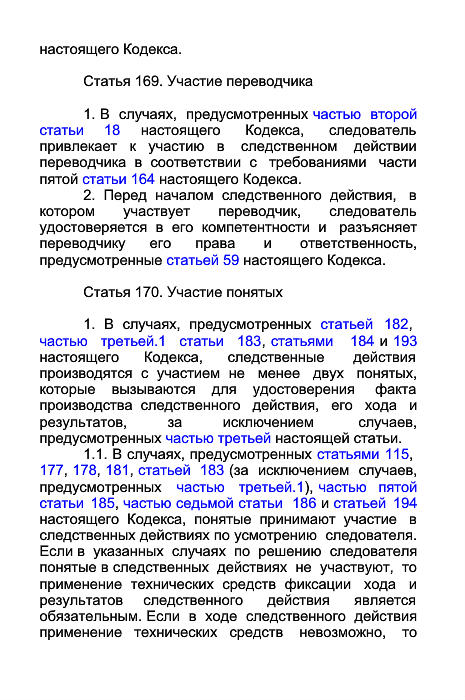 настоящего Кодекса.
Статья 169. Участие переводчика
1. В случаях, предусмотренных частью второй
статьи 18 настоящего Кодекса, следователь
привлекает к участию в следственном действии
переводчика в соответствии с требованиями части
пятой статьи 164 настоящего Кодекса.
2. Перед началом следственного действия, в
котором участвует переводчик, следователь
удостоверяется в его компетентности и разъясняет
переводчику его права и ответственность,
предусмотренные статьей 59 настоящего Кодекса.
Статья 170. Участие понятых
1. В случаях, предусмотренных статьей 182,
частью третьей.1 статьи 183, статьями 184 и 193
настоящего Кодекса, следственные действия
производятся с участием не менее двух понятых,
которые вызываются для удостоверения факта
производства следственного действия, его хода и
результатов, за исключением случаев,
предусмотренных частью третьей настоящей статьи.
1.1. В случаях, предусмотренных статьями 115,
177, 178, 181, статьей 183 (за исключением случаев,
предусмотренных частью третьей.1), частью пятой
статьи 185, частью седьмой статьи 186 и статьей 194
настоящего Кодекса, понятые принимают участие в
следственных действиях по усмотрению следователя.
Если в указанных случаях по решению следователя
понятые в следственных действиях не участвуют, то
применение технических средств фиксации хода и
результатов следственного действия является
обязательным. Если в ходе следственного действия
применение технических средств невозможно, то